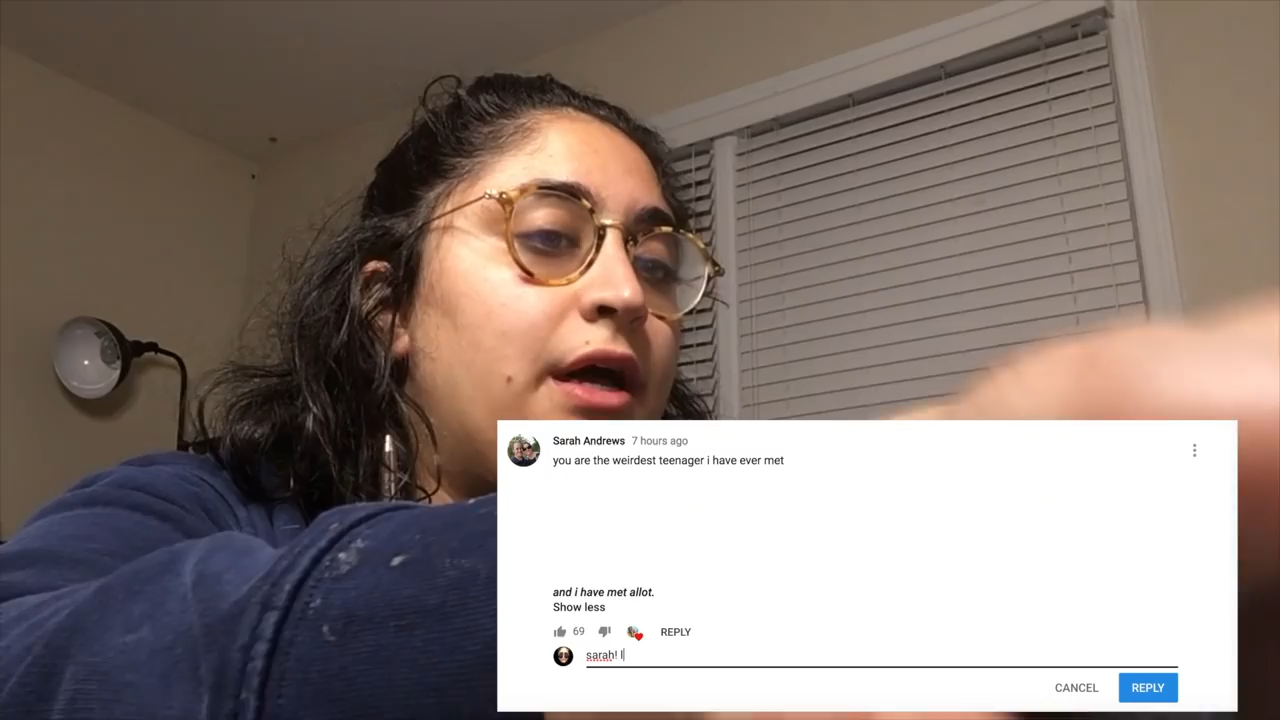 Sarah Andrews 7 hours ago
you are the weirdest teenager i have ever met
and i have met allot.
Show less
69 REPLY
sarah! I
CANCEL REPLY